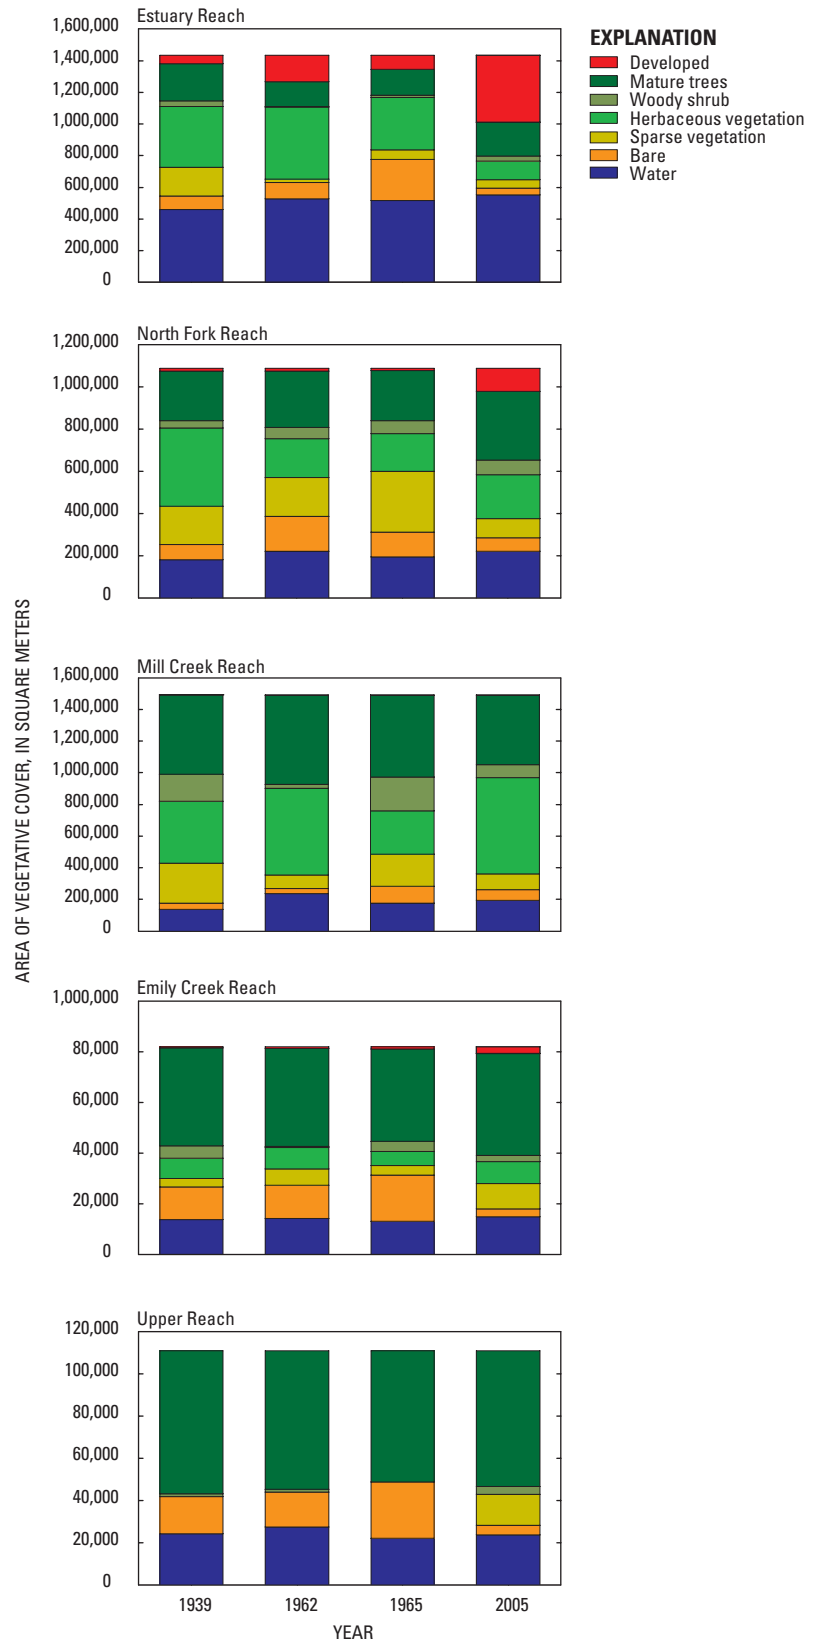 Estuary Reach
1,600,000
1,400,000
1,200,000
1,000,000
800,000
600,000
400,000
200,000
0
EXPLANATION
Developed
Mature trees
Woody shrub
Herbaceous vegetation
Sparse vegetation
Bare
Water
North Fork Reach
1,200,000
1,000,000
800,000
600,000
400,000
200,000
0
AREA OF VEGETATIVE COVER, IN SQUARE METERS
Mill Creek Reach
1,600,000
1,400,000
1,200,000
1,000,000
800,000
600,000
400,000
200,000
0
Emily Creek Reach
1,000,000
80,000
60,000
40,000
20,000
0
Upper Reach
120,000
100,000
80,000
60,000
40,000
20,000
0
1939 1962 1965 2005
YEAR